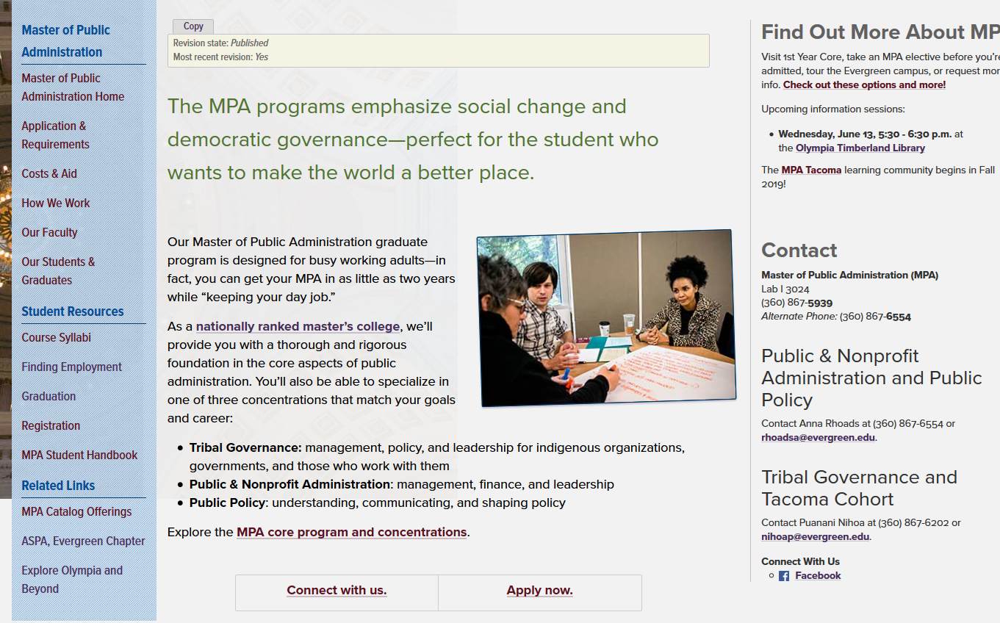 Master of Public
Administration
Master of Public
Administration Home
Application &
Requirements
Costs & Aid
How We Work
Our Faculty
Our Students &
Graduates
Student Resources
Course Syllabi
Finding Employment
Graduation
Registration
MPA Student Handbook
Related Links
MPA Catalog Offerings
ASPA, Evergreen Chapter
Explore Olympia and
Beyond
Copy
Revision state: Published
Most recent revision: Yes
The MPA programs emphasize social change and
democratic governance—perfect for the student who
wants to make the world a better place.
Our Master of Public Administration graduate
program is designed for busy working adults—in
fact, you can get your MPA in as little as two years
while “keeping your day job.”
As a nationally ranked master’s college, we’ll
provide you with a thorough and rigorous
foundation in the core aspects of public
administration. You’ll also be able to specialize in
one of three concentrations that match your goals
and career:
• Tribal Governance: management, policy, and leadership for indigenous organizations,
governments, and those who work with them
• Public & Nonprofit Administration: management, finance, and leadership
• Public Policy: understanding, communicating, and shaping policy
Explore the MPA core program and concentrations.
Connect with us.
Apply now.
Find Out More About MP
Visit 1st Year Core, take an MPA elective before you’re
admitted, tour the Evergreen campus, or request mor
info. Check out these options and more!
Upcoming information sessions:
• Wednesday, June 13, 5:30 - 6:30 p.m. at
the Olympia Timberland Library
The MPA Tacoma learning community begins in Fall
2019!
Contact
Master of Public Administration (MPA)
Lab I 3024
(360) 867-5939
Alternate Phone: (360) 867-6554
Public & Nonprofit
Administration and Public
Policy
Contact Anna Rhoads at (360) 867-6554 or
rhoadsa@evergreen.edu.
Tribal Governance and
Tacoma Cohort
Contact Puanani Nihoa at (360) 867-6202 or
nihoap@evergreen.edu.
Connect With Us
Facebook